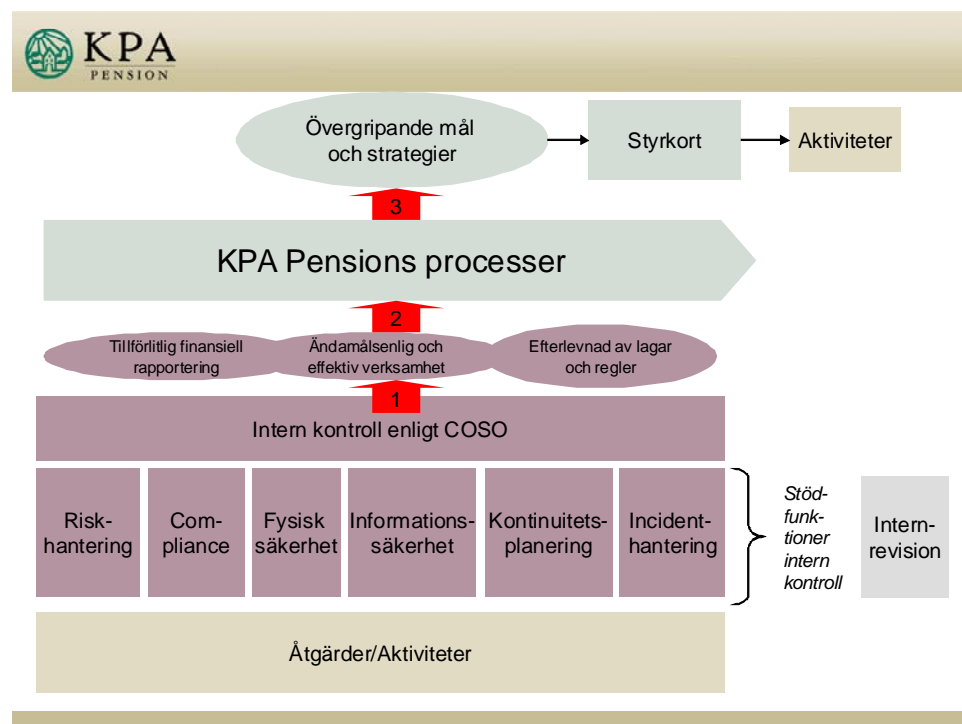 KPA
PENSION
Övergripande mål
och strategier
Styrkort
Aktiviteter
3
KPA Pensions processer
2
Tillförlitlig finansiell
rapportering
Ändamålsenlig och
effektiv verksamhet
Efterlevnad av lagar
och regler
1
Intern kontroll enligt COSO
Risk-
hantering
Com-
pliance
Fysisk
säkerhet
Informations-
säkerhet
Kontinuitets-
planering
Incident-
hantering
Stöd-
funk-
tioner
intern
kontroll
Intern-
revision
Åtgärder/Aktiviteter